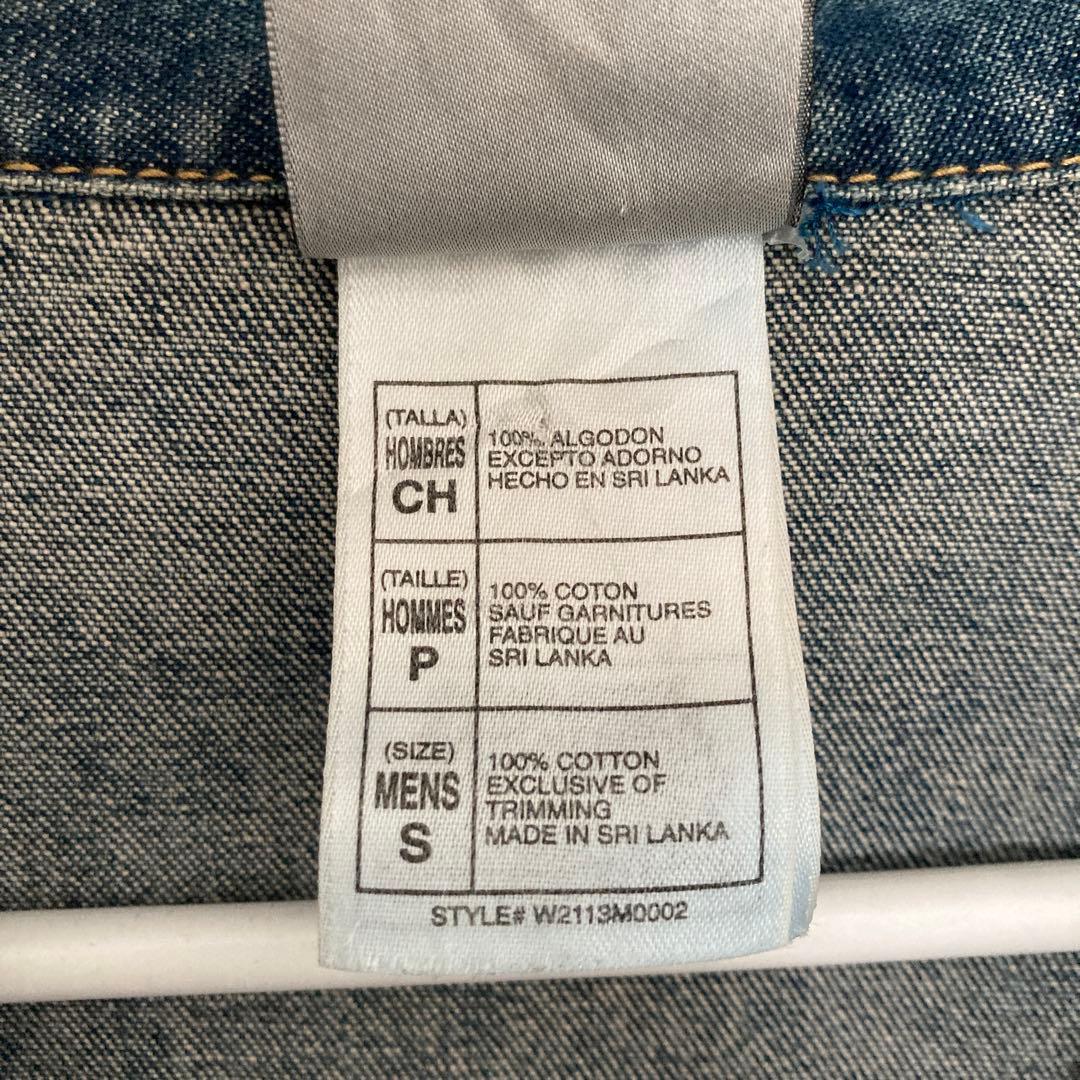 (TALLA)
HOMBRES
CH
100% ALGODON
EXCEPTO ADORNO
HECHO EN SRI LANKA
(TAILLE)
HOMMES
P
100% COTON
SAUF GARNITURES
FABRIQUE AU
SRI LANKA
(SIZE)
MENS
S
100% COTTON
EXCLUSIVE OF
TRIMMING
MADE IN SRI LANKA
STYLE# W2113M0002